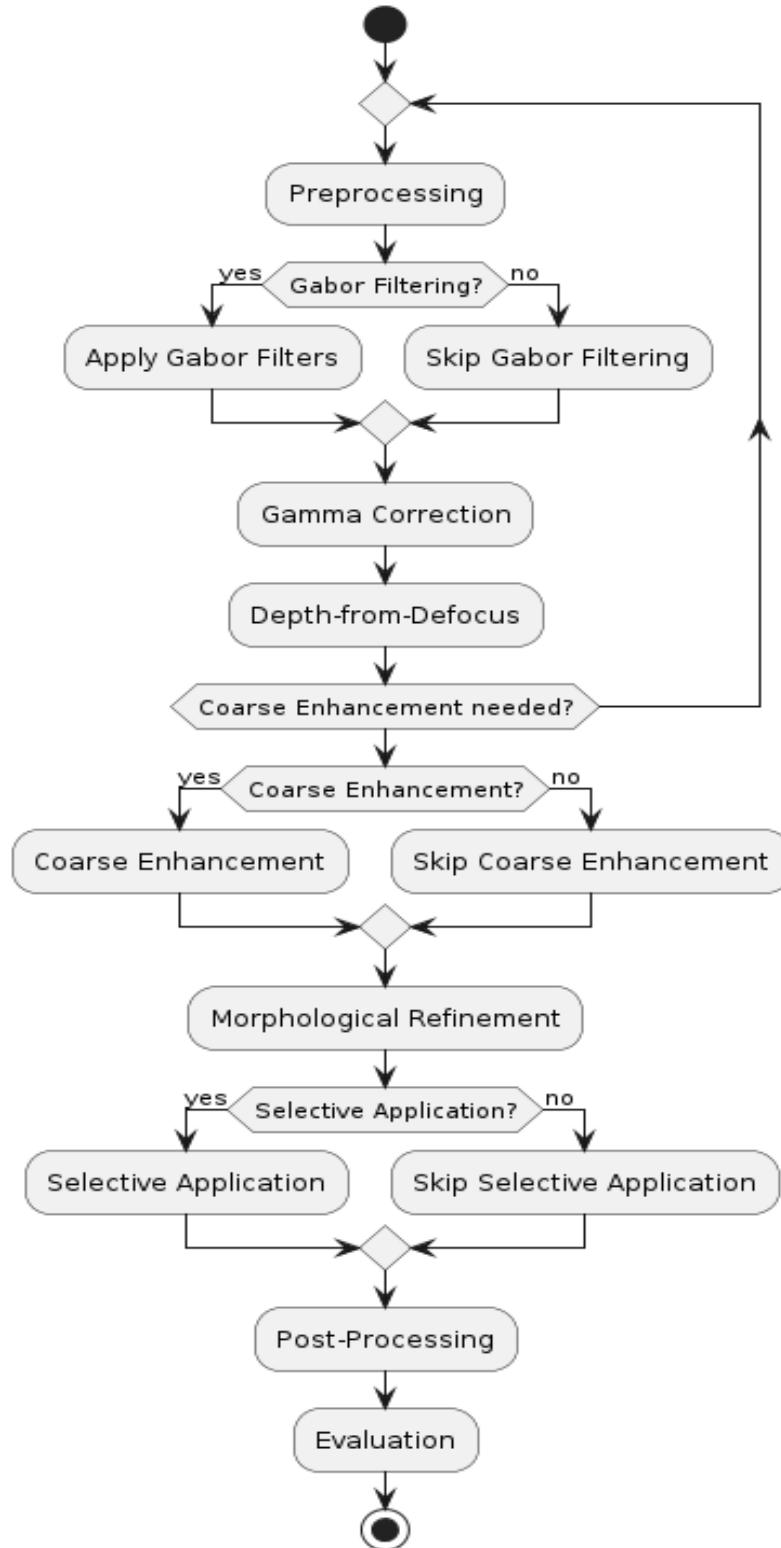 Preprocessing
yes
Gabor Filtering?
no
Apply Gabor Filters
Skip Gabor Filtering
Gamma Correction
Depth-from-Defocus
Coarse Enhancement needed?
yes
Coarse Enhancement?
no
Coarse Enhancement
Skip Coarse Enhancement
Morphological Refinement
yes
Selective Application?
no
Selective Application
Skip Selective Application
Post-Processing
Evaluation